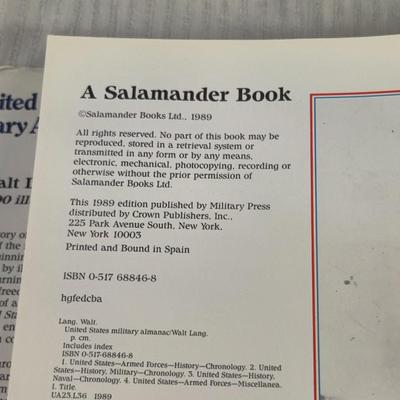 A Salamander Book
©Salamander Books Ltd., 1989
All rights reserved. No part of this book may be
reproduced, stored in a retrieval system or
transmitted in any form or by any means,
electronic, mechanical, photocopying, recording or
otherwise without the prior permission of
Salamander Books Ltd.
This 1989 edition published by Military Press
distributed by Crown Publishers, Inc.,
225 Park Avenue South, New York,
New York 10003
Printed and Bound in Spain
ISBN 0-517 68846-8
hgfedcba
Lang. Walt.
United States military almanac/Walt Lang.
p. cm.
Includes index
ISBN 0-517-68846-8
1. United States—Armed Forces—History—Chronology. 2. United
States—History, Military—Chronology. 3. United States—History,
Naval—Chronology. 4. United States—Armed Forces—Miscellanea.
I. Title.
UA23.L36 1989